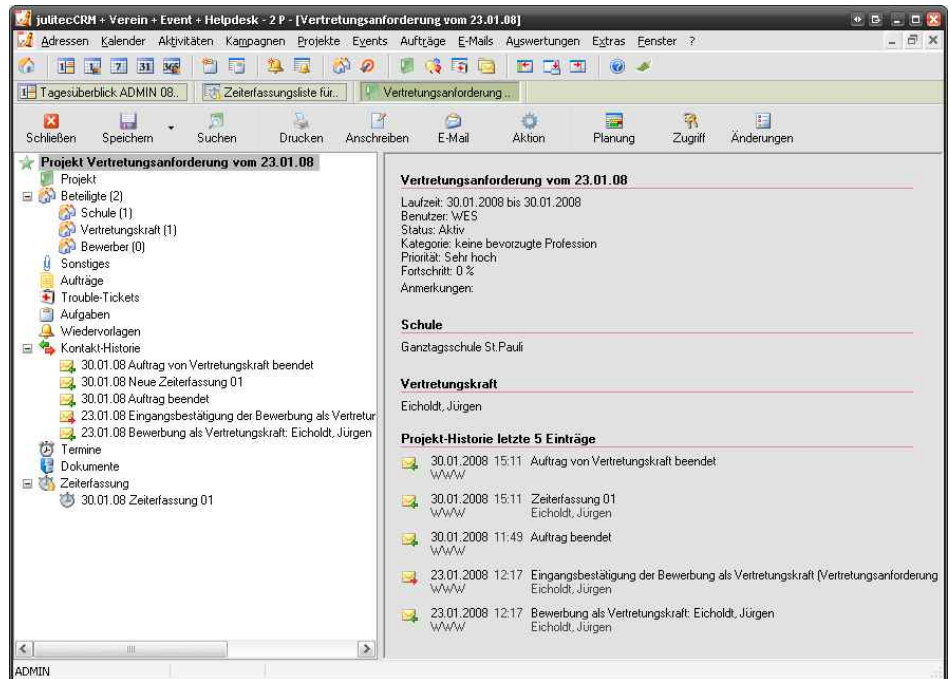 julitecCRM + Verein + Event + Helpdesk - 2 P - [Vertretungsanforderung vom 23.01.08]
Adressen Kalender Aktivitäten Kampagnen Projekte Events Aufträge E-Mails Auswertungen Extras Fenster ?
Tagesüberblick ADMIN 08.. Zeiterfassungsliste für.. Vertretungsanforderung ..
Schließen Speichern Suchen Drucken Anschreiben E-Mail Aktion Planung Zugriff Änderungen
Projekt Vertretungsanforderung vom 23.01.08
Projekt
Beteiligte (2)
Schule (1)
Vertretungskraft (1)
Bewerber (0)
Sonstiges
Aufträge
Trouble-Tickets
Aufgaben
Wiedervorlagen
Kontakt-Historie
30.01.08 Auftrag von Vertretungskraft beendet
30.01.08 Neue Zeiterfassung 01
30.01.08 Auftrag beendet
23.01.08 Eingangsbestätigung der Bewerbung als Vertretur
23.01.08 Bewerbung als Vertretungskraft: Eicholdt, Jürgen
Termine
Dokumente
Zeiterfassung
30.01.08 Zeiterfassung 01
Vertretungsanforderung vom 23.01.08
Laufzeit: 30.01.2008 bis 30.01.2008
Benutzer: WES
Status: Aktiv
Kategorie: keine bevorzugte Profession
Priorität: Sehr hoch
Fortschritt: 0 %
Anmerkungen:
Schule
Ganztagsschule St.Pauli
Vertretungskraft
Eicholdt, Jürgen
Projekt-Historie letzte 5 Einträge
30.01.2008 15:11 Auftrag von Vertretungskraft beendet
WWW
30.01.2008 15:11 Zeiterfassung 01
WWW Eicholdt, Jürgen
30.01.2008 11:49 Auftrag beendet
WWW
23.01.2008 12:17 Eingangsbestätigung der Bewerbung als Vertretungskraft (Vertretungsanforderung
WWW Eicholdt, Jürgen
23.01.2008 12:17 Bewerbung als Vertretungskraft: Eicholdt, Jürgen
WWW Eicholdt, Jürgen
ADMIN